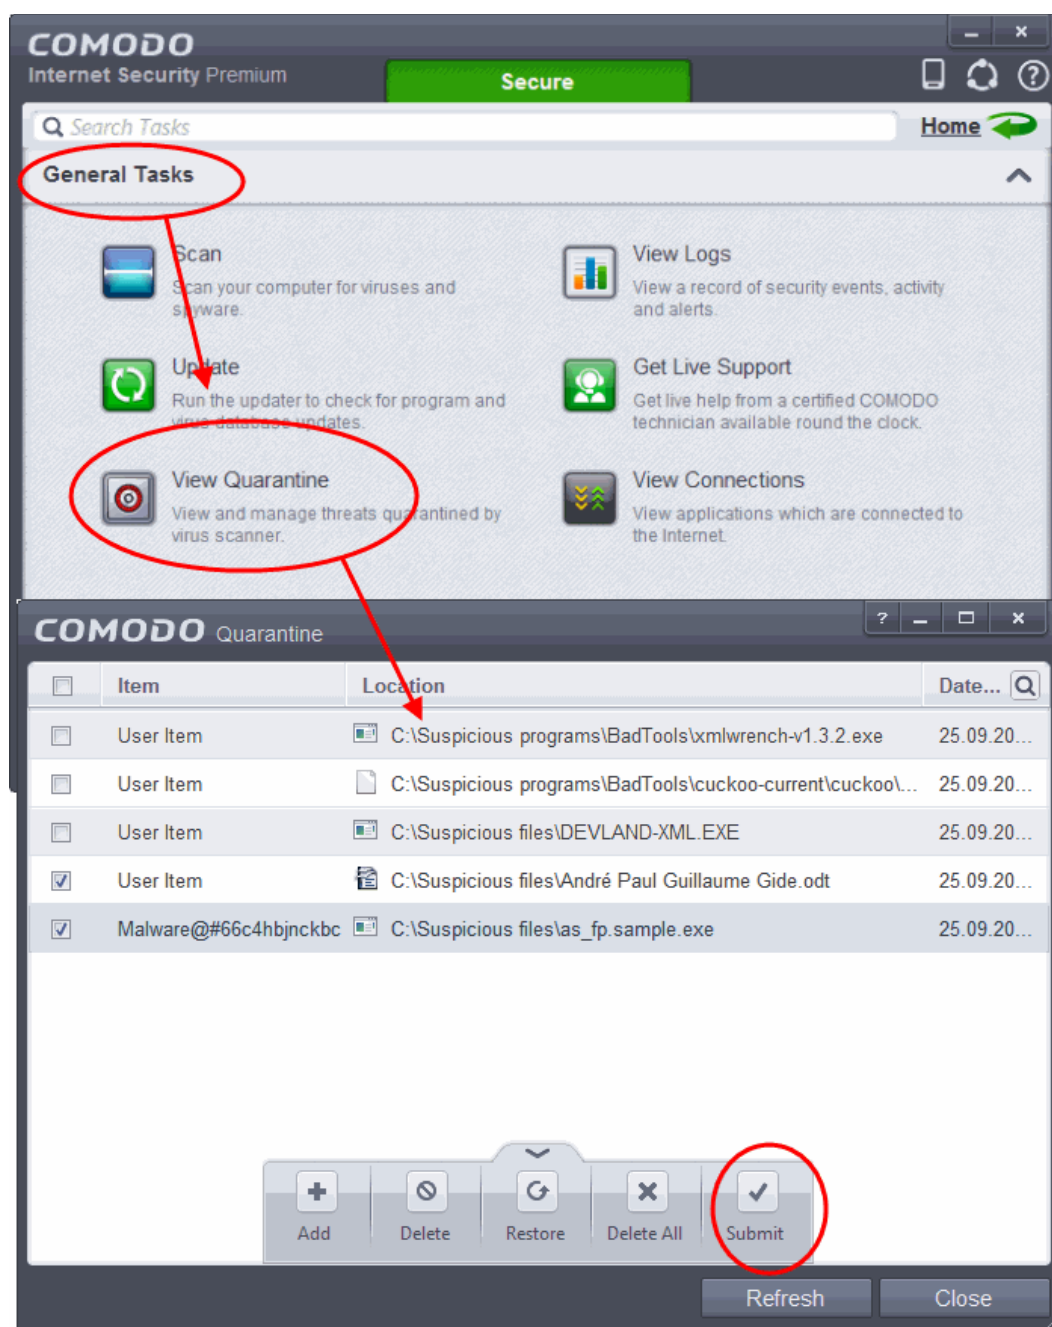 COMODO
Internet Security Premium
Secure
?
Search Tasks
Home
General Tasks
Scan
Scan your computer for viruses and
spyware.
View Logs
View a record of security events, activity
and alerts.
Update
Run the updater to check for program and
virus database updates.
Get Live Support
Get live help from a certified COMODO
technician available round the clock.
View Quarantine
View and manage threats quarantined by
virus scanner.
View Connections
View applications which are connected to
the Internet.
COMODO Quarantine
?
Item Location Date...
User Item C:\Suspicious programs\BadTools\xmlwrench-v1.3.2.exe 25.09.20...
User Item C:\Suspicious programs\BadTools\cuckoo-current\cuckoo\... 25.09.20...
User Item C:\Suspicious files\DEVLAND-XML.EXE 25.09.20...
User Item C:\Suspicious files\André Paul Guillaume Gide.odt 25.09.20...
Malware@#66c4hbjnckbc C:\Suspicious files\as_fp.sample.exe 25.09.20...
Add Delete Restore Delete All Submit
Refresh Close